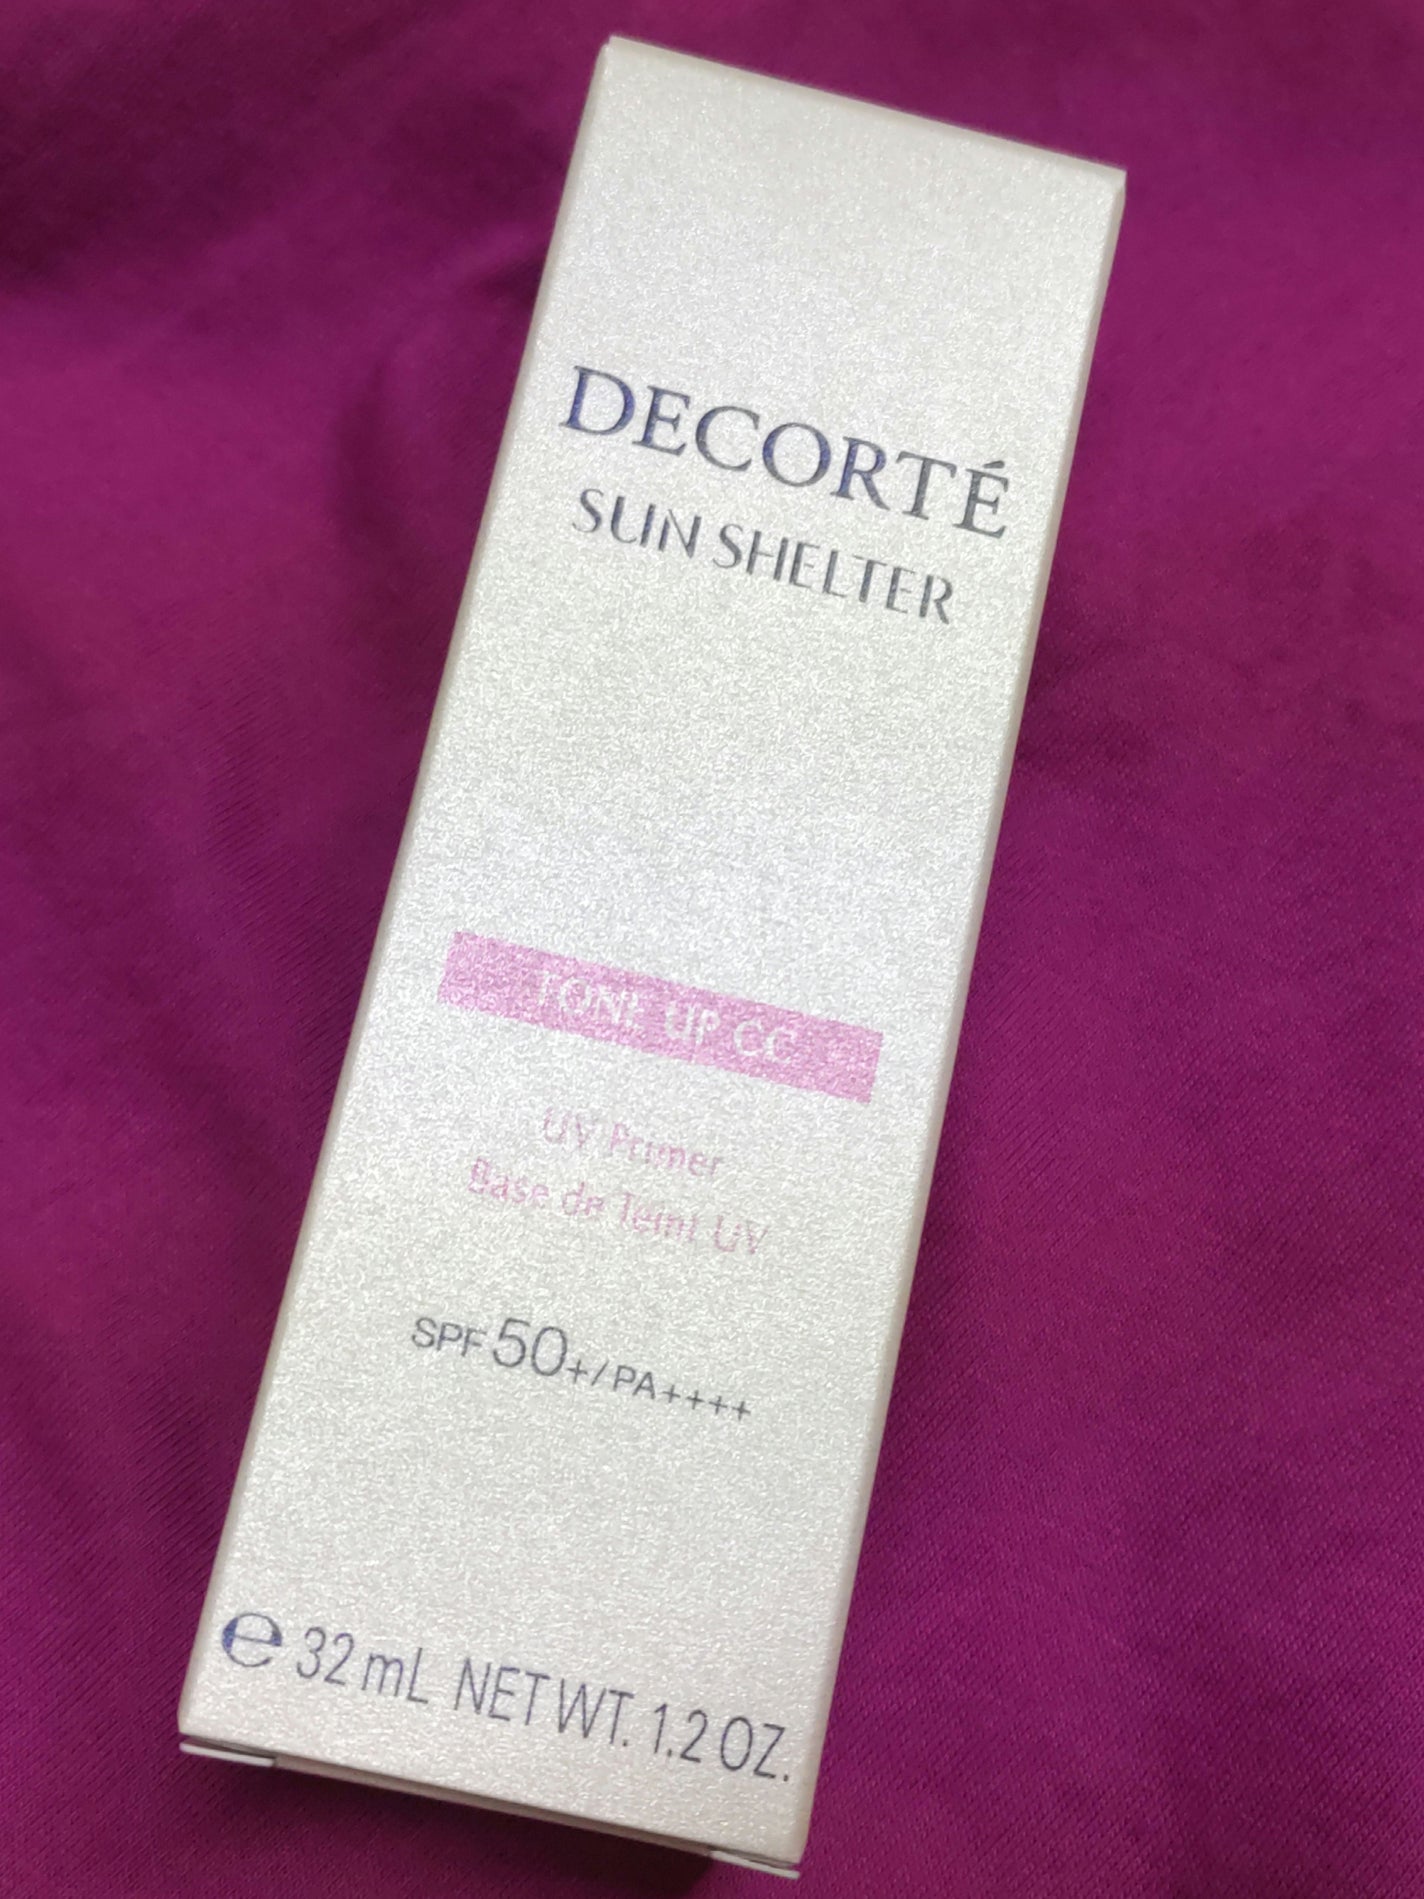 DECORTÉ
SUN SHELTER
TONE UP CC
UV Primer
Base de Teint UV
SPF 50+/PA++++
℮ 32 mL NET WT. 1.2 OZ.